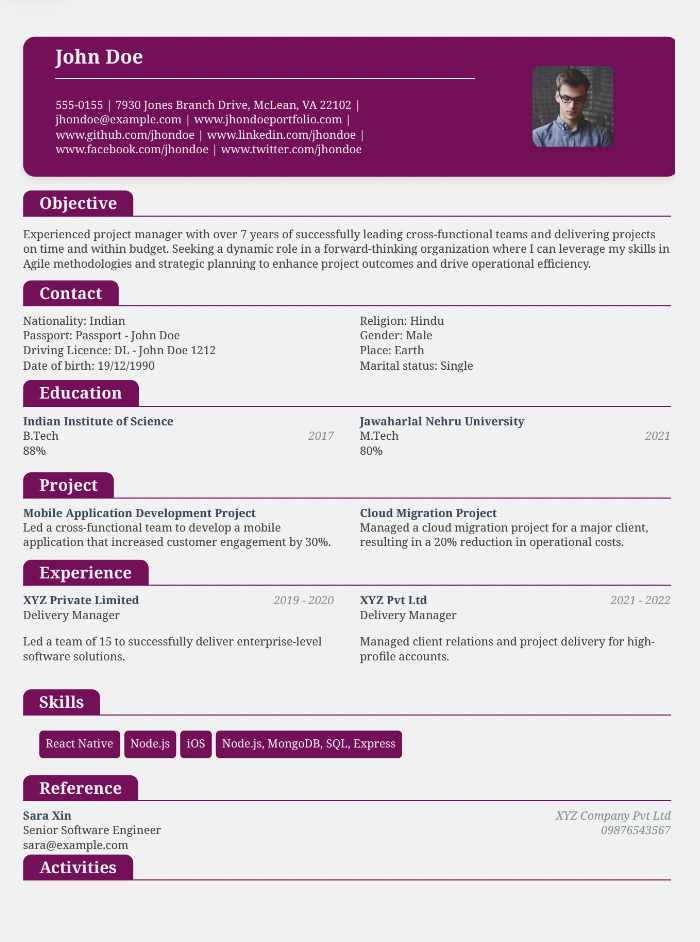 John Doe
555-0155 | 7930 Jones Branch Drive, McLean, VA 22102 |
jhondoe@example.com | www.jhondoeportfolio.com |
www.github.com/jhondoe | www.linkedin.com/jhondoe |
www.facebook.com/jhondoe | www.twitter.com/jhondoe
Objective
Experienced project manager with over 7 years of successfully leading cross-functional teams and delivering projects
on time and within budget. Seeking a dynamic role in a forward-thinking organization where I can leverage my skills in
Agile methodologies and strategic planning to enhance project outcomes and drive operational efficiency.
Contact
Nationality: Indian
Passport: Passport - John Doe
Driving Licence: DL - John Doe 1212
Date of birth: 19/12/1990
Religion: Hindu
Gender: Male
Place: Earth
Marital status: Single
Education
Indian Institute of Science
B.Tech 2017
88%
Jawaharlal Nehru University
M.Tech 2021
80%
Project
Mobile Application Development Project
Led a cross-functional team to develop a mobile
application that increased customer engagement by 30%.
Cloud Migration Project
Managed a cloud migration project for a major client,
resulting in a 20% reduction in operational costs.
Experience
XYZ Private Limited 2019 - 2020
Delivery Manager
Led a team of 15 to successfully deliver enterprise-level
software solutions.
XYZ Pvt Ltd 2021 - 2022
Delivery Manager
Managed client relations and project delivery for high-
profile accounts.
Skills
React Native Node.js iOS Node.js, MongoDB, SQL, Express
Reference
Sara Xin XYZ Company Pvt Ltd
Senior Software Engineer 09876543567
sara@example.com
Activities